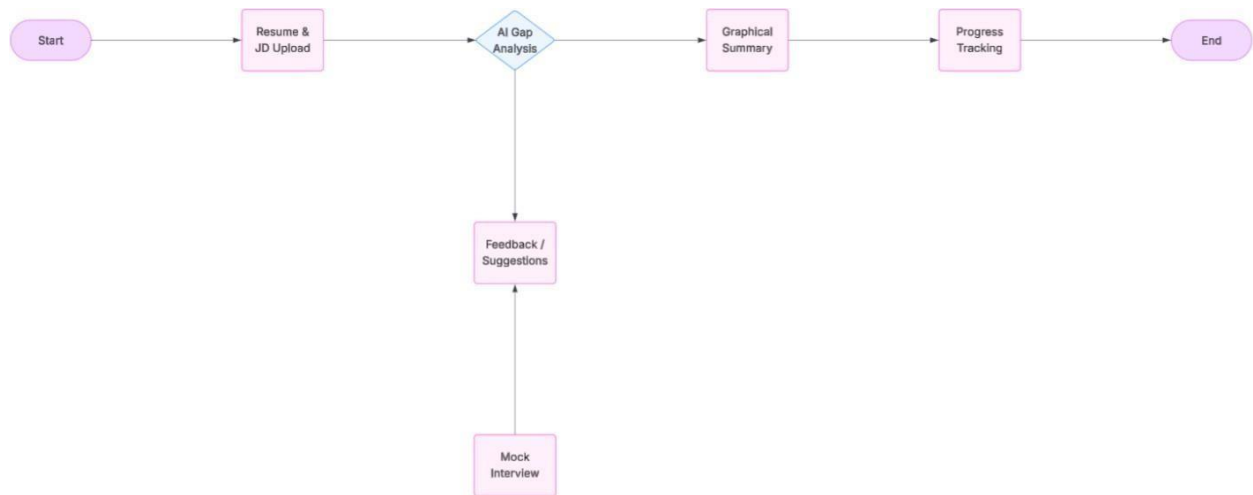 Start
Resume &
JD Upload
AI Gap
Analysis
Graphical
Summary
Progress
Tracking
End
Feedback /
Suggestions
Mock
Interview